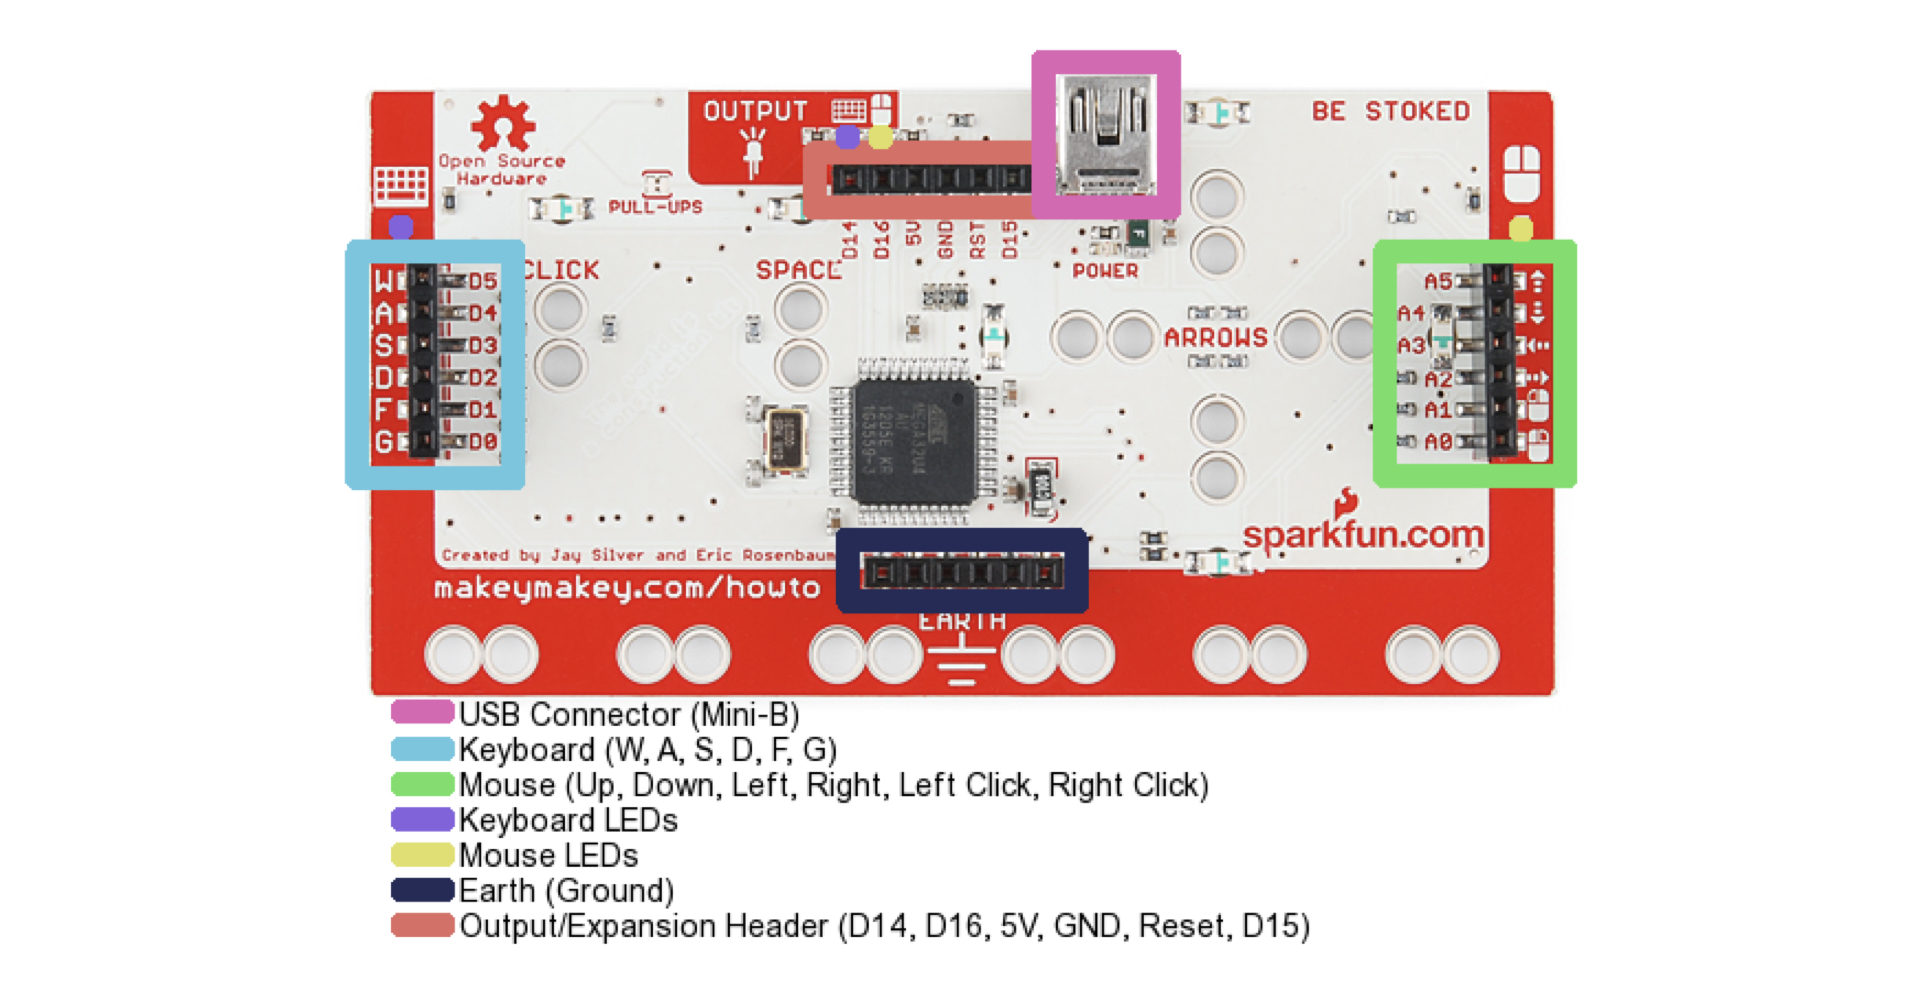 OUTPUT
BE STOKED
Open Source
Hardware
PULL-UPS
D14
D16
5V
GND
RST
D15
POWER
CLICK
SPACE
W D5
A D4
S D3
D D2
F D1
G D0
ARROWS
A5
A4
A3
A2
A1
A0
sparkfun.com
Created by Jay Silver and Eric Rosenbaum
makeymakey.com/howto
EARTH
USB Connector (Mini-B)
Keyboard (W, A, S, D, F, G)
Mouse (Up, Down, Left, Right, Left Click, Right Click)
Keyboard LEDs
Mouse LEDs
Earth (Ground)
Output/Expansion Header (D14, D16, 5V, GND, Reset, D15)